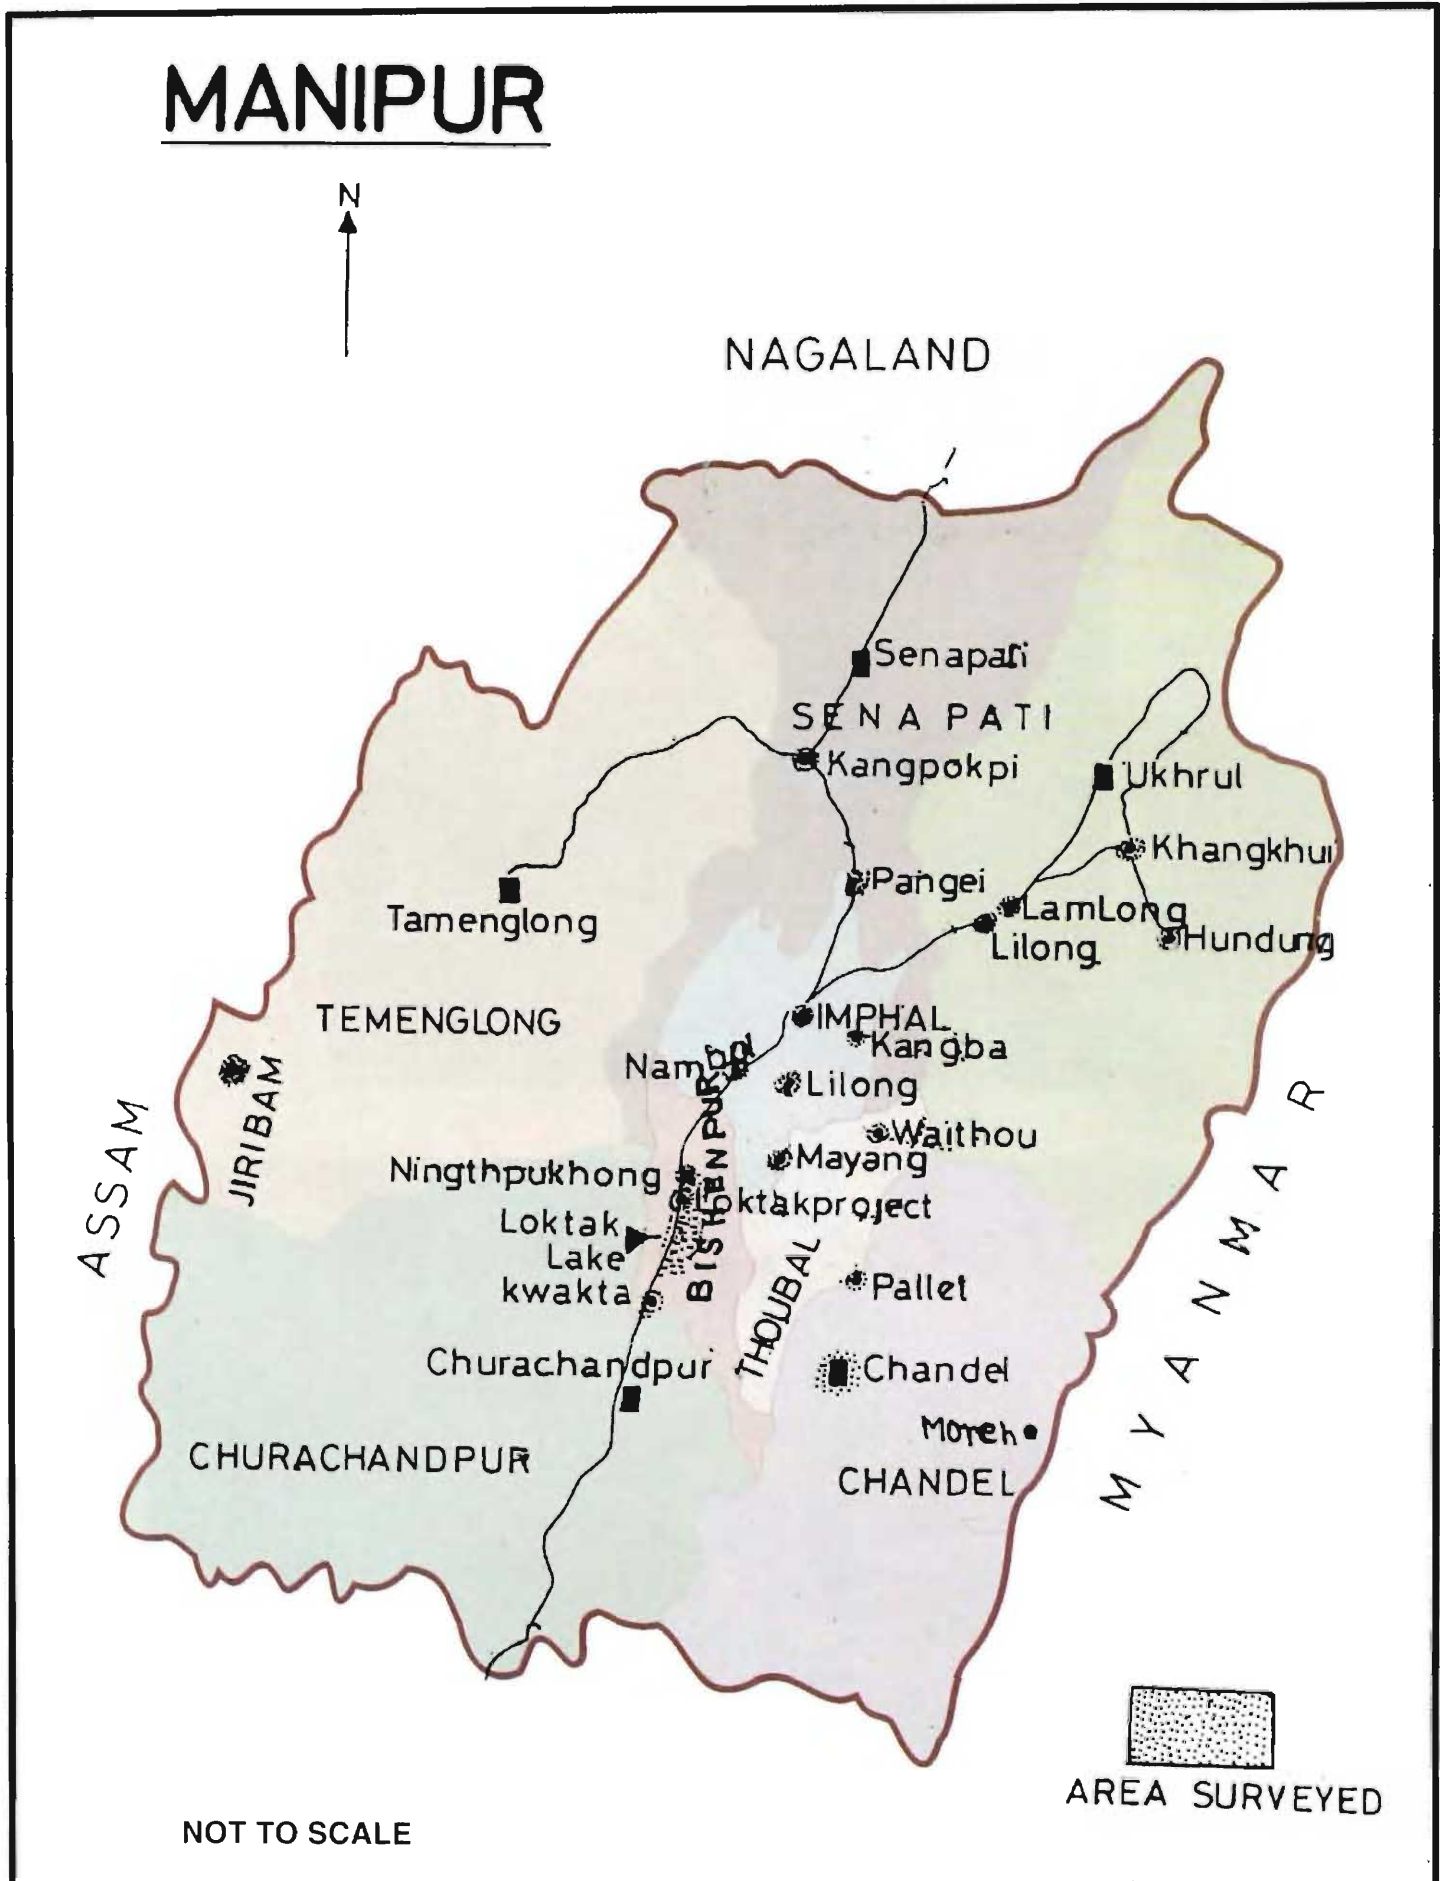 MANIPUR
N
NAGALAND
Senapati
SENAPATI
Kangpokpi
Ukhrul
Khangkhui
Pangei
LamLong
Tamenglong
Lilong
Hundung
TEMENGLONG
IMPHAL
Kangba
Nambol
Lilong
JIRIBAM
ASSAM
Waithou
Mayang
Ningthpukhong
Loktakproject
BISHENPUR
Loktak
Lake
kwakta
THOUBAL
Pallet
MYANMAR
Churachandpur
Chandel
Moreh
CHURACHANDPUR
CHANDEL
AREA SURVEYED
NOT TO SCALE